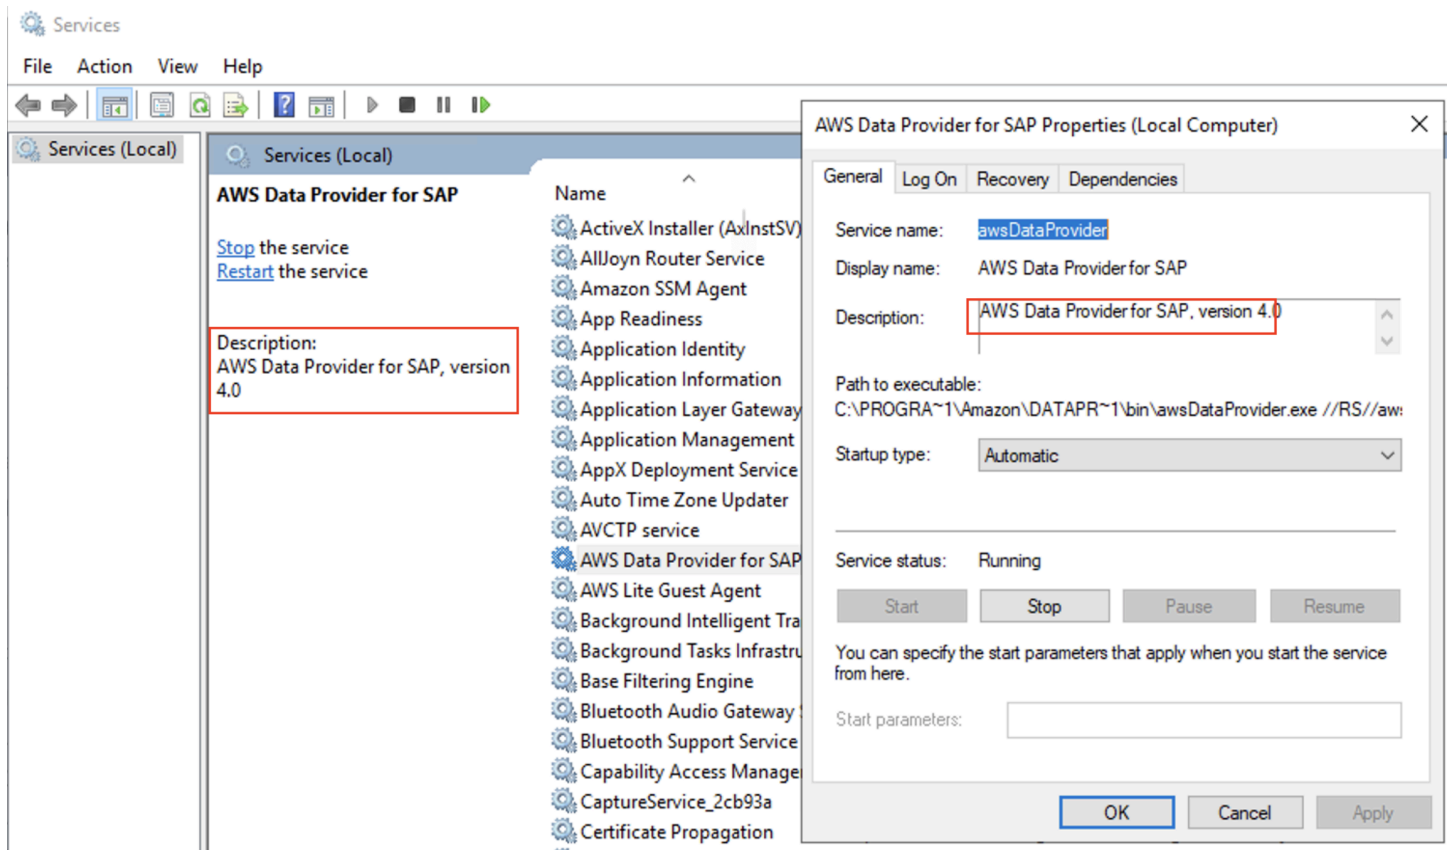 Services
File Action View Help
Services (Local)
Services (Local)
AWS Data Provider for SAP
Stop the service
Restart the service
Description:
AWS Data Provider for SAP, version
4.0
Name
ActiveX Installer (AxInstSV)
AllJoyn Router Service
Amazon SSM Agent
App Readiness
Application Identity
Application Information
Application Layer Gateway
Application Management
AppX Deployment Service
Auto Time Zone Updater
AVCTP service
AWS Data Provider for SAP
AWS Lite Guest Agent
Background Intelligent Tra
Background Tasks Infrastru
Base Filtering Engine
Bluetooth Audio Gateway
Bluetooth Support Service
Capability Access Manage
CaptureService_2cb93a
Certificate Propagation
AWS Data Provider for SAP Properties (Local Computer)
General Log On Recovery Dependencies
Service name: awsDataProvider
Display name: AWS Data Provider for SAP
Description: AWS Data Provider for SAP, version 4.0
Path to executable:
C:\PROGRA~1\Amazon\DATAPR~1\bin\awsDataProvider.exe //RS//aws
Startup type: Automatic
Service status: Running
Start Stop Pause Resume
You can specify the start parameters that apply when you start the service
from here.
Start parameters:
OK Cancel Apply